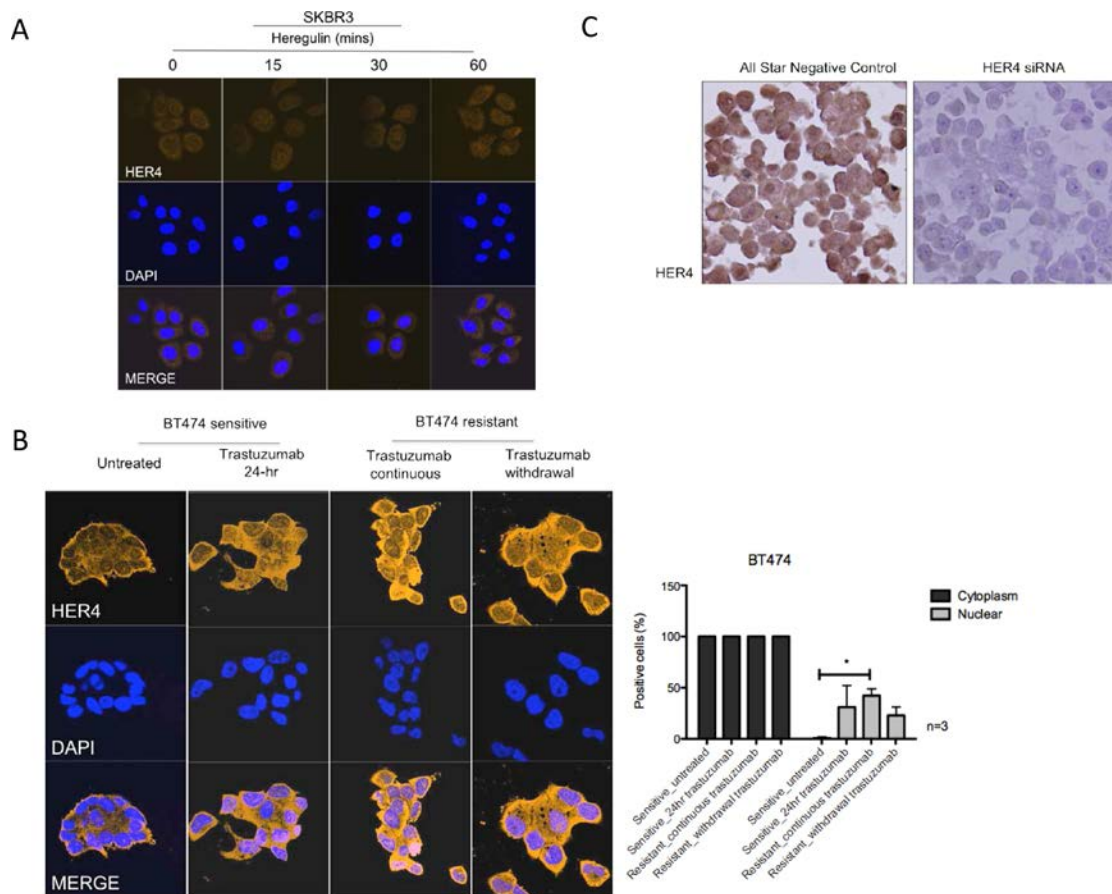 A
SKBR3
Heregulin (mins)
0 15 30 60
HER4
DAPI
MERGE
C
All Star Negative Control HER4 siRNA
HER4
B
BT474 sensitive BT474 resistant
Untreated Trastuzumab 24-hr Trastuzumab continuous Trastuzumab withdrawal
HER4
DAPI
MERGE
BT474
Positive cells (%)
150
100
50
0
*
Cytoplasm
Nuclear
n=3
Sensitive_untreated
Sensitive_24hr trastuzumab
Resistant_continuous trastuzumab
Resistant_withdrawal trastuzumab
Sensitive_untreated
Sensitive_24hr trastuzumab
Resistant_continuous trastuzumab
Resistant_withdrawal trastuzumab